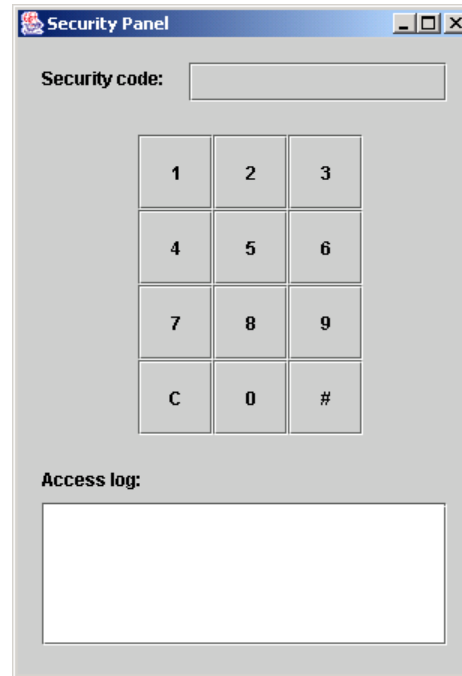 Security Panel
Security code:
1 2 3
4 5 6
7 8 9
C 0 #
Access log: